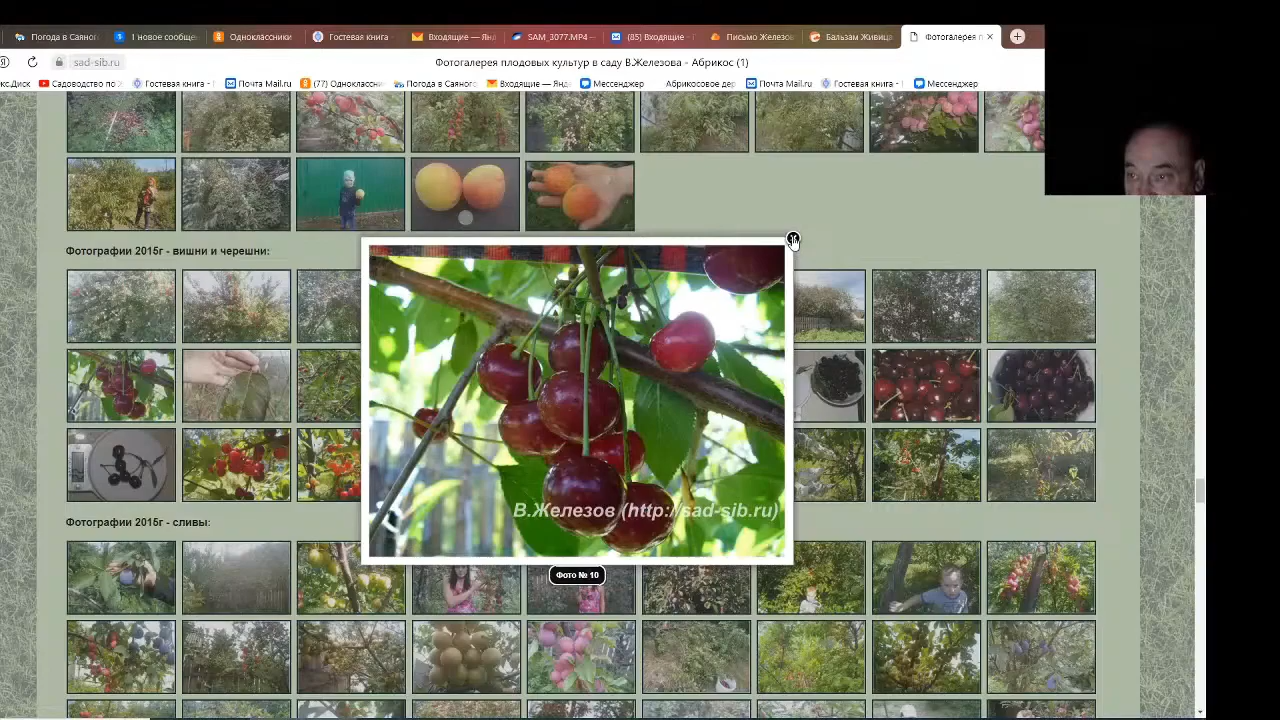 Погода в Саяног
1 новое сообще
Одноклассники
Гостевая книга -
Входящие — Янд
SAM_3077.MP4 —
(85) Входящие - П
Письмо Железов
Бальзам Живица
Фотогалерея п
sad-sib.ru
Фотогалерея плодовых культур в саду В.Железова - Абрикос (1)
кс.Диск
Садоводство по
Гостевая книга -
Почта Mail.ru
(77) Одноклассни
Погода в Саяног
Входящие — Янд
Мессенджер
Абрикосовое дер
Почта Mail.ru
Гостевая книга -
Мессенджер
Фотографии 2015г - вишни и черешни:
В.Железов (http://sad-sib.ru)
Фотографии 2015г - сливы:
Фото № 10